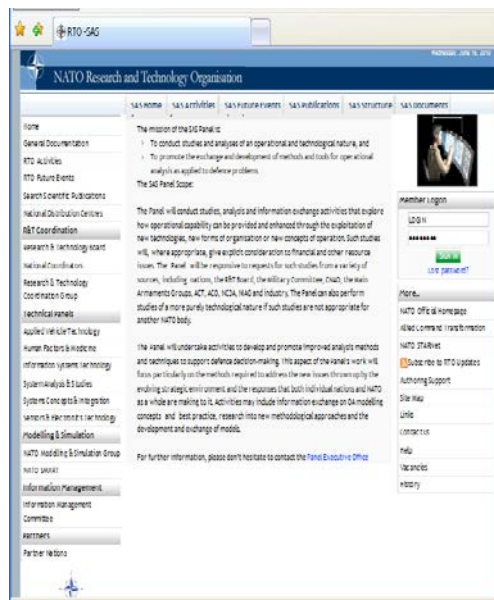 RTO -SAS
Wednesday, June 16, 2010
NATO Research and Technology Organisation
SAS Home SAS Activities SAS Future Events SAS Publications SAS Structure SAS Documents
Home
General Documentation
RTO Activities
RTO Future Events
Search Scientific Publications
National Distribution Centres
R&T Coordination
Research & Technology Board
National Coordinators
Research & Technology
Coordination Group
Technical Panels
Applied Vehicle Technology
Human Factors & Medicine
Information Systems Technology
System Analysis & Studies
Systems Concepts & Integration
Sensors & Electronics Technology
Modelling & Simulation
NATO Modelling & Simulation Group
NATO SMART
Information Management
Information Management
Committee
Partners
Partner Nations
The mission of the SAS Panel is:
To conduct studies and analyses of an operational and technological nature, and
To promote the exchange and development of methods and tools for operational
analysis as applied to defence problems
The SAS Panel Scope:
The Panel will conduct studies, analysis and information exchange activities that explore
how operational capability can be provided and enhanced through the exploitation of
new technologies, new forms of organisation or new concepts of operation. Such studies
will, where appropriate, give explicit consideration to financial and other resource
issues. The Panel will be responsive to requests for such studies from a variety of
sources, including nations, the R&T Board, the Military Committee, CNAD, the Main
Armaments Groups, ACT, ACO, NC3A, NIAG and industry. The Panel can also perform
studies of a more purely technological nature if such studies are not appropriate for
another NATO body.
The Panel will undertake activities to develop and promote improved analysis methods
and techniques to support defence decision-making. This aspect of the Panel's work will
focus particularly on the methods required to address the new issues thrown up by the
evolving strategic environment and the responses that both individual nations and NATO
as a whole are making to it. Activities may include information exchange on OA modelling
concepts and best practice, research into new methodological approaches and the
development and exchange of models.
For further information, please don't hesitate to contact the Panel Executive Office
Member Logon
LOGIN
SIGN IN
Lost password?
More...
NATO Official Homepage
Allied Command Transformation
NATO STARNet
Subscribe to RTO Updates
Authoring Support
Site Map
Links
Contact Us
Help
Vacancies
History